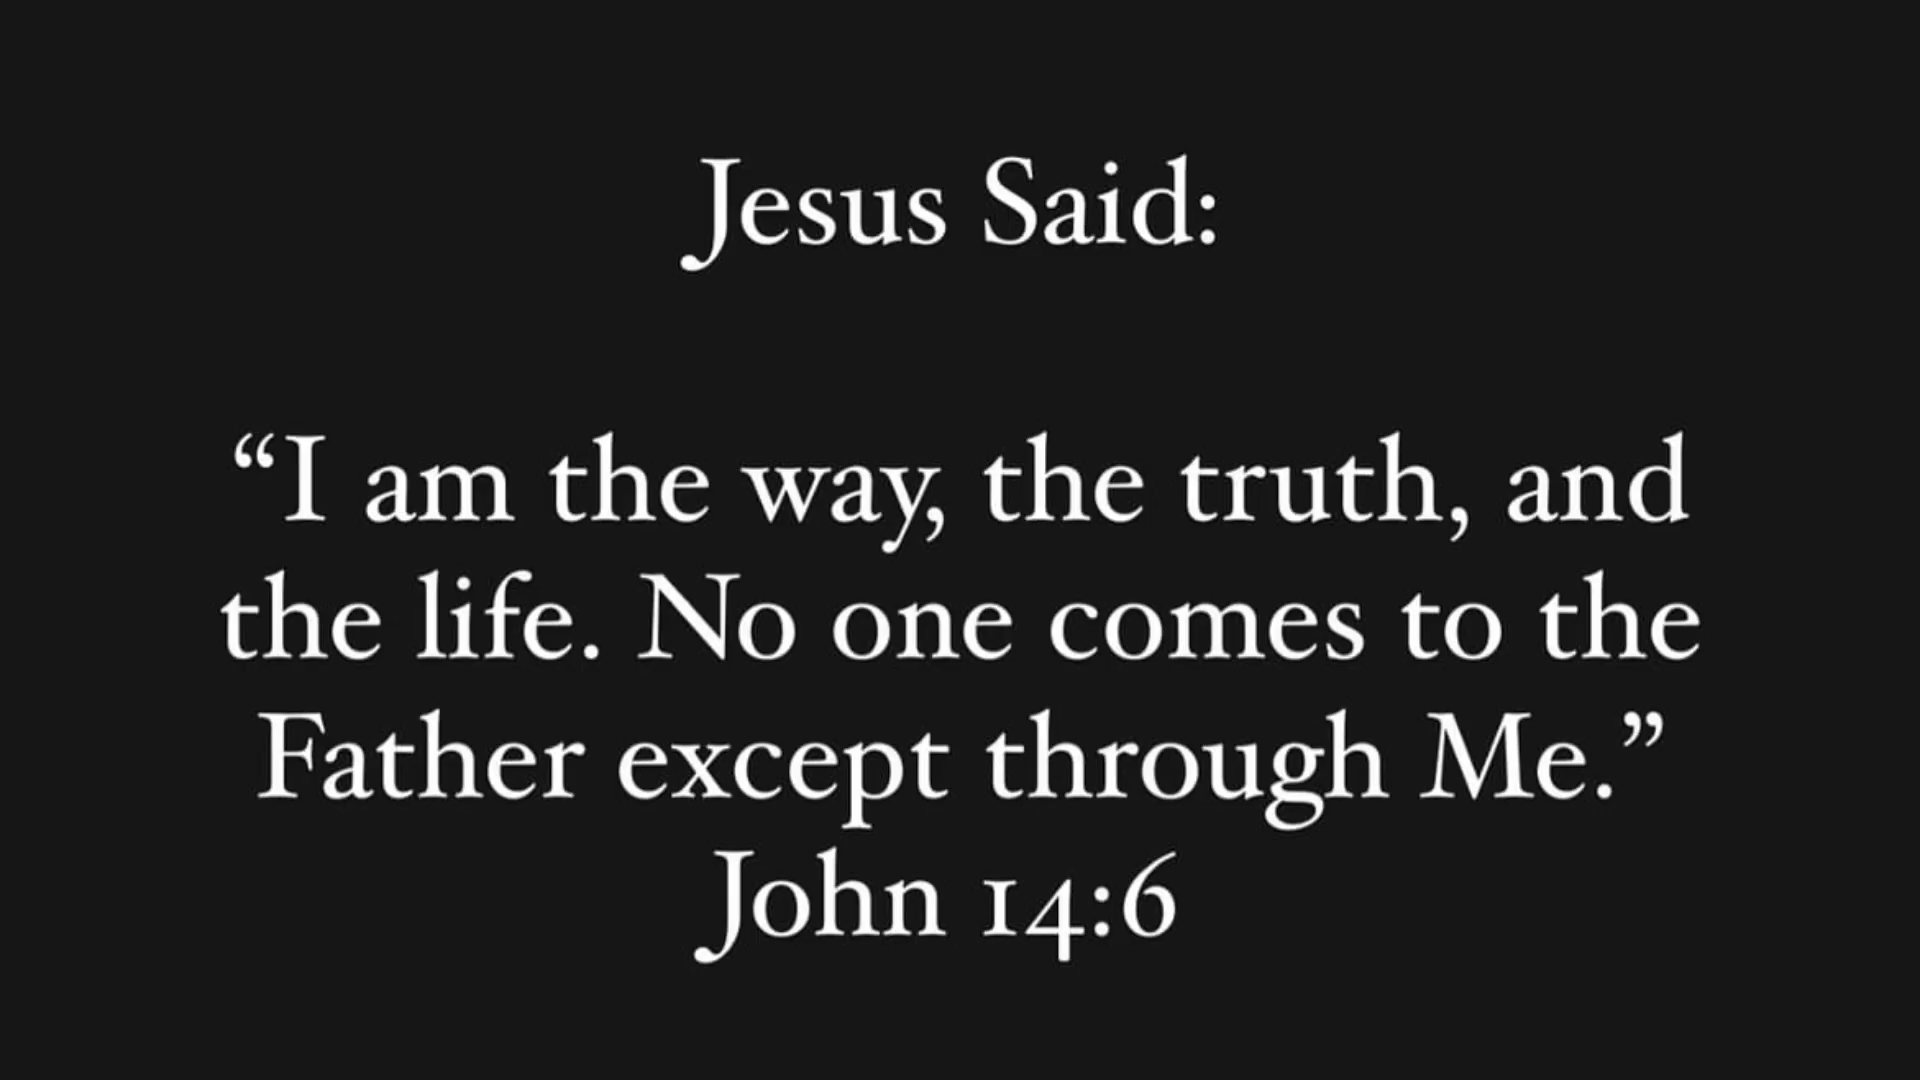 Jesus Said:
“I am the way, the truth, and
the life. No one comes to the
Father except through Me.”
John 14:6